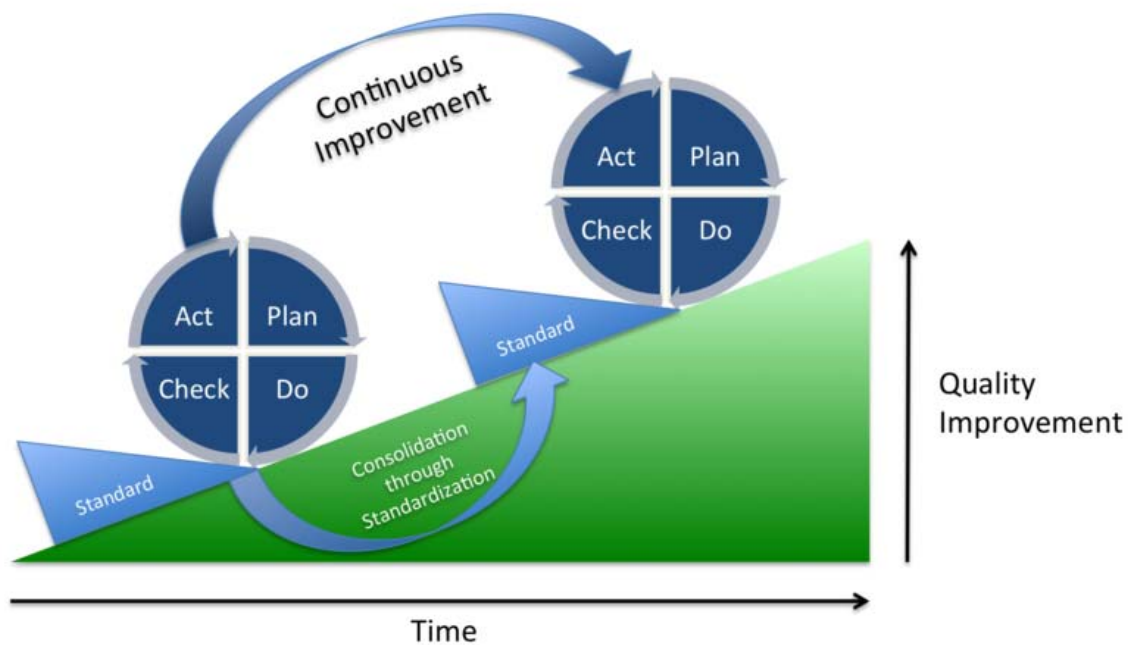 Continuous
Improvement
Act
Plan
Check
Do
Act
Plan
Check
Do
Standard
Standard
Consolidation
through
Standardization
Quality
Improvement
Time